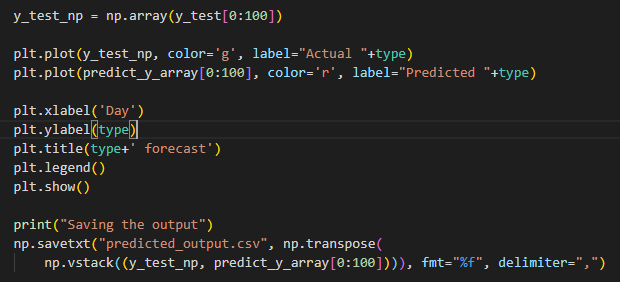 y_test_np = np.array(y_test[0:100])
plt.plot(y_test_np, color='g', label="Actual "+type)
plt.plot(predict_y_array[0:100], color='r', label="Predicted "+type)
plt.xlabel('Day')
plt.ylabel(type)
plt.title(type+' forecast')
plt.legend()
plt.show()
print("Saving the output")
np.savetxt("predicted_output.csv", np.transpose(
    np.vstack((y_test_np, predict_y_array[0:100]))), fmt="%f", delimiter=",")